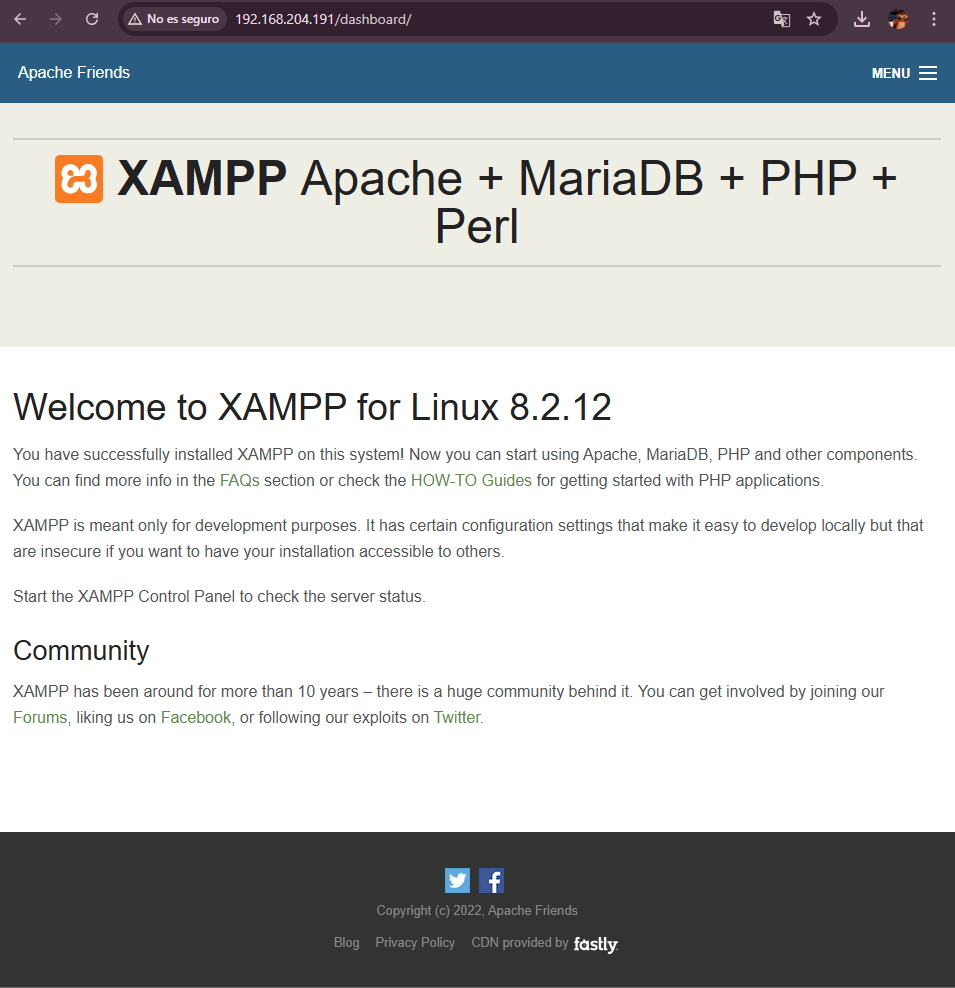 No es seguro 192.168.204.191/dashboard/
Apache Friends MENU
XAMPP Apache + MariaDB + PHP +
Perl
Welcome to XAMPP for Linux 8.2.12
You have successfully installed XAMPP on this system! Now you can start using Apache, MariaDB, PHP and other components.
You can find more info in the FAQs section or check the HOW-TO Guides for getting started with PHP applications.
XAMPP is meant only for development purposes. It has certain configuration settings that make it easy to develop locally but that
are insecure if you want to have your installation accessible to others.
Start the XAMPP Control Panel to check the server status.
Community
XAMPP has been around for more than 10 years – there is a huge community behind it. You can get involved by joining our
Forums, liking us on Facebook, or following our exploits on Twitter.
Copyright (c) 2022, Apache Friends
Blog Privacy Policy CDN provided by fastly